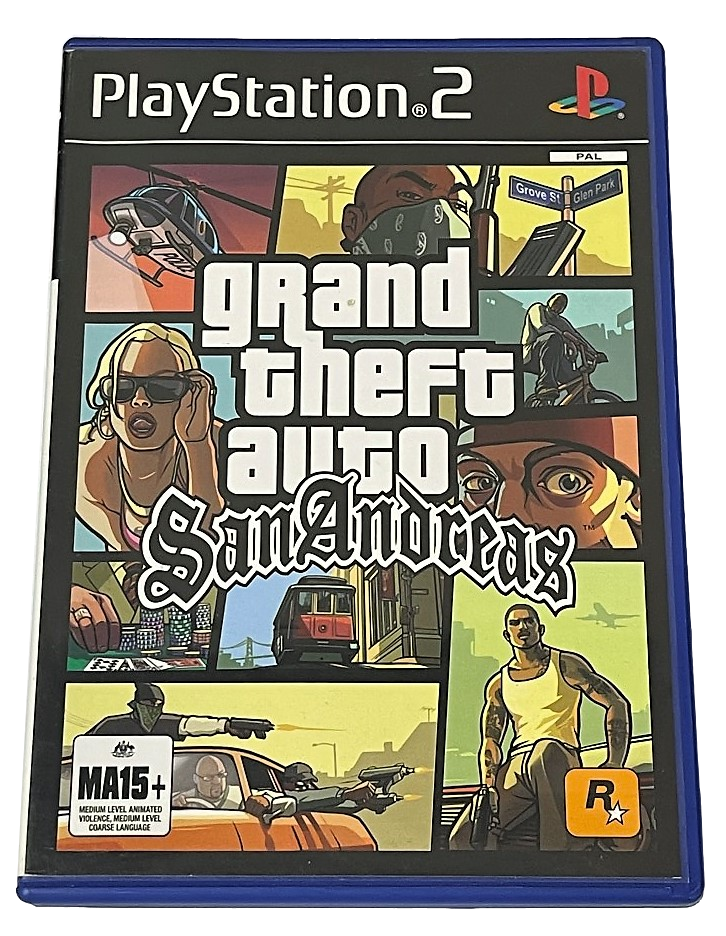 PlayStation®2
PAL
Grove St Glen Park
grand
theft
auto
San Andreas
TM
MA15+
MEDIUM LEVEL ANIMATED
VIOLENCE, MEDIUM LEVEL
COARSE LANGUAGE
R